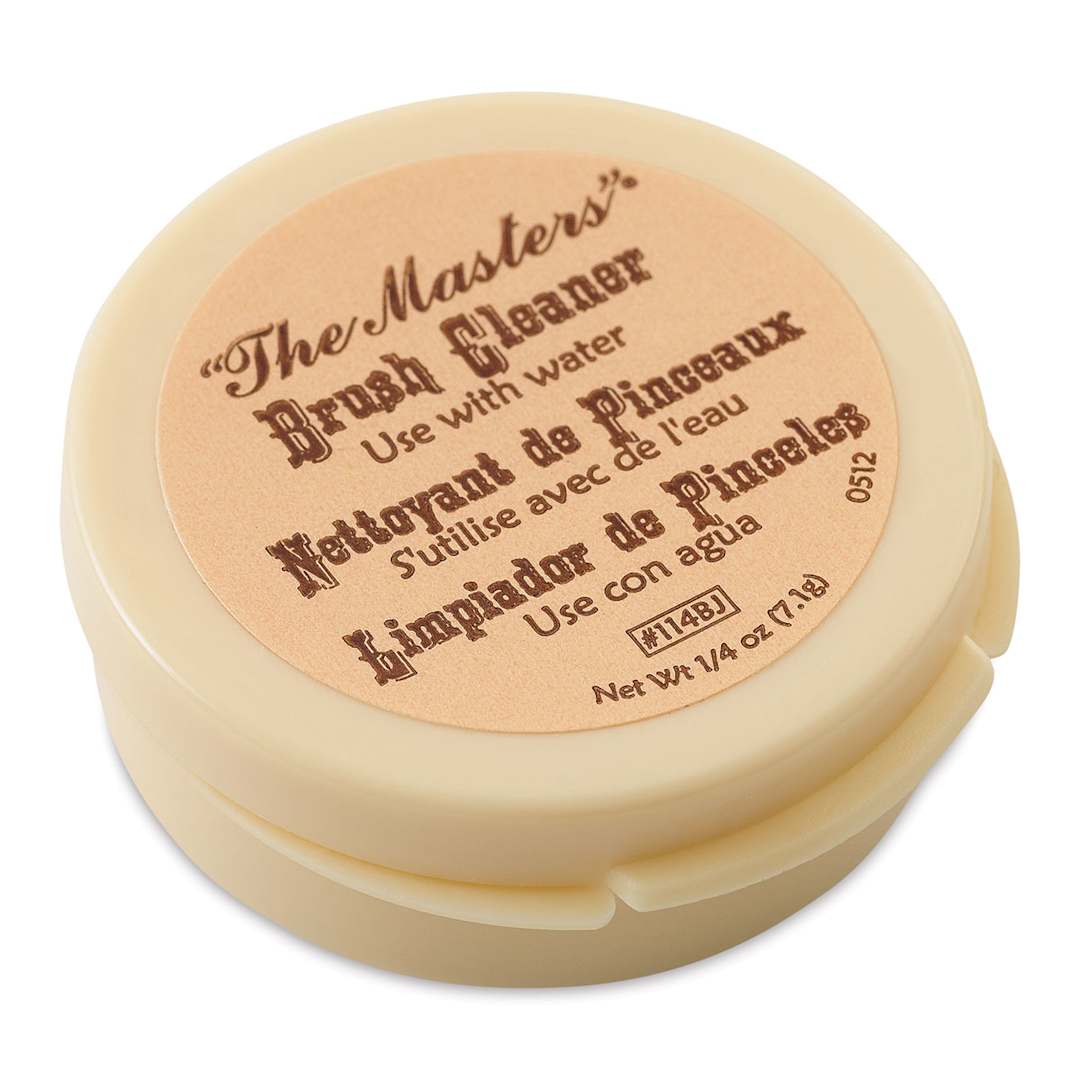 “The Masters”®
Brush Cleaner
Use with water
Nettoyant de Pinceaux
S'utilise avec de l'eau
Limpiador de Pinceles
Use con agua
#114BJ
Net Wt 1/4 oz (7.1g)
0512